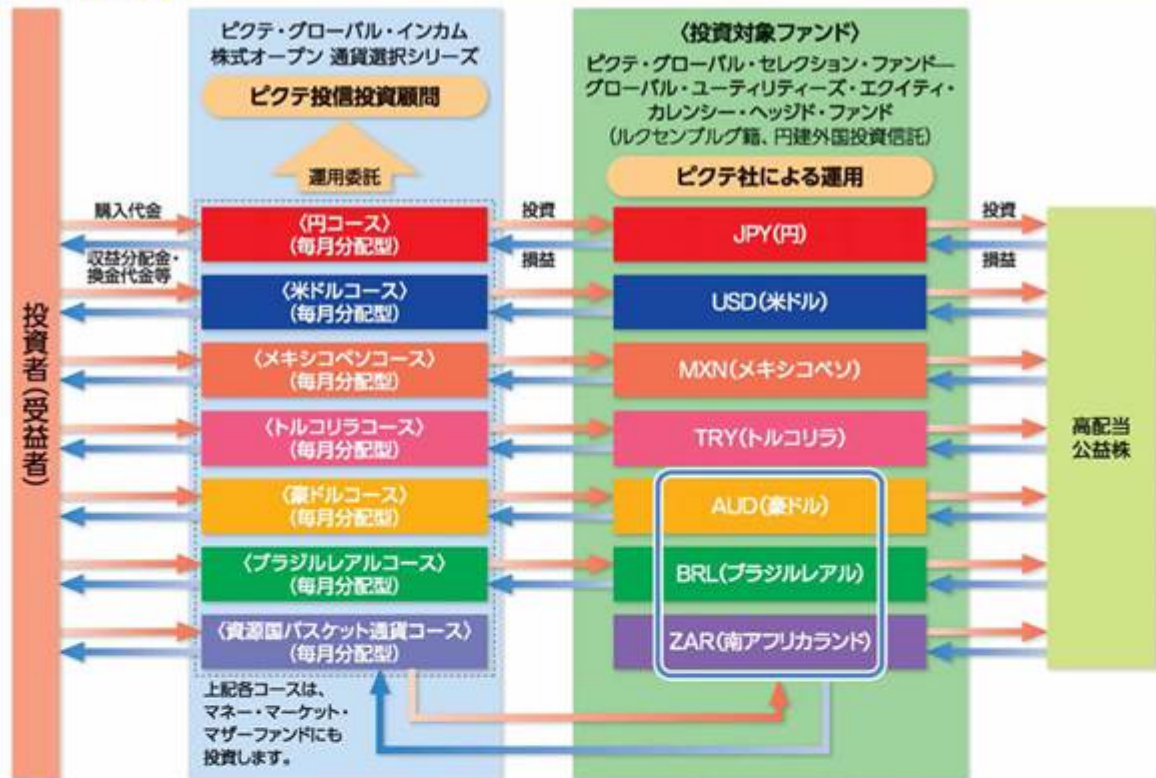 ピクテ・グローバル・インカム
株式オープン 通貨選択シリーズ
ピクテ投信投資顧問
運用委託
〈投資対象ファンド〉
ピクテ・グローバル・セレクション・ファンド―
グローバル・ユーティリティーズ・エクイティ・
カレンシー・ヘッジド・ファンド
(ルクセンブルグ籍、円建外国投資信託)
ピクテ社による運用
投資者(受益者)
購入代金
収益分配金・
換金代金等
〈円コース〉
(毎月分配型)
投資
損益
JPY(円)
投資
損益
〈米ドルコース〉
(毎月分配型)
USD(米ドル)
〈メキシコペソコース〉
(毎月分配型)
MXN(メキシコペソ)
〈トルコリラコース〉
(毎月分配型)
TRY(トルコリラ)
高配当
公益株
〈豪ドルコース〉
(毎月分配型)
AUD(豪ドル)
〈ブラジルレアルコース〉
(毎月分配型)
BRL(ブラジルレアル)
〈資源国バスケット通貨コース〉
(毎月分配型)
ZAR(南アフリカランド)
上記各コースは、
マネー・マーケット・
マザーファンドにも
投資します。